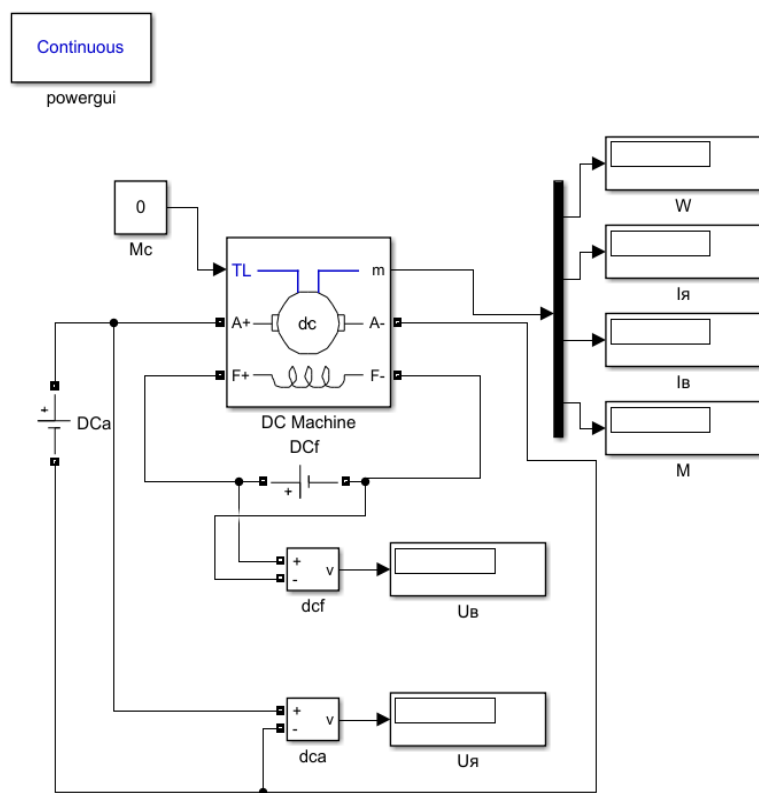 Continuous
powergui
0
Mc
TL
m
A+
dc
A-
F+
F-
DC Machine
W
Iя
Iв
M
+
DCa
DCf
+
+
-
v
dcf
Uв
+
-
v
dca
Uя